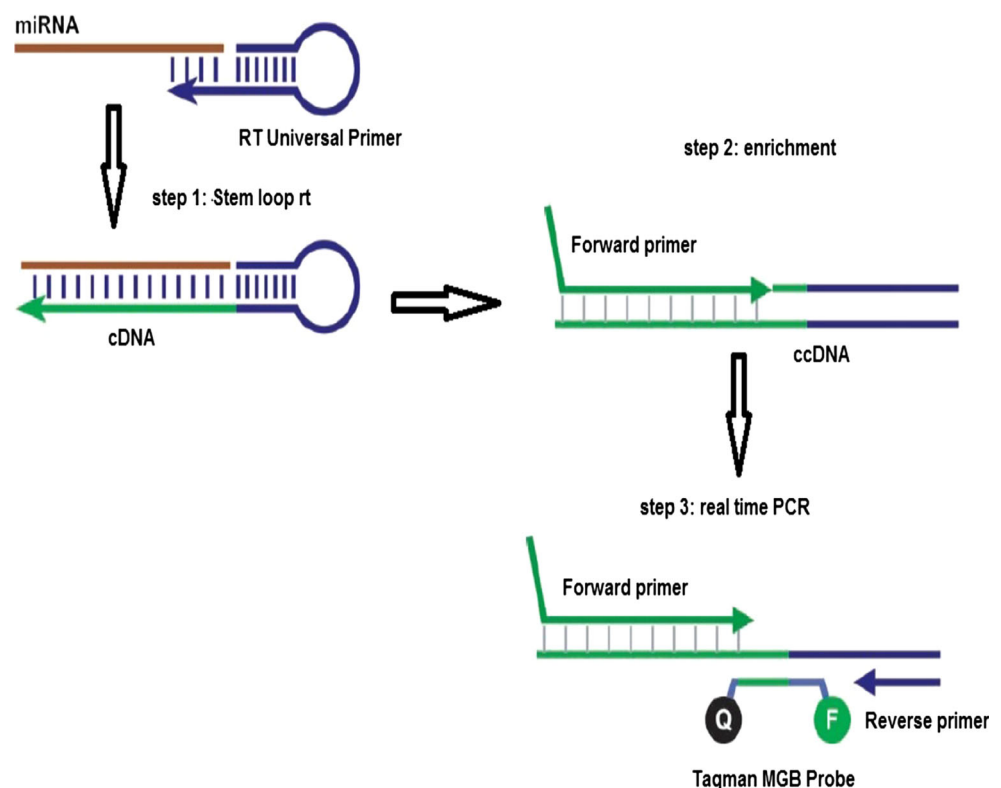 miRNA
RT Universal Primer
step 1: Stem loop rt
cDNA
step 2: enrichment
Forward primer
ccDNA
step 3: real time PCR
Forward primer
Q
F
Reverse primer
Taqman MGB Probe